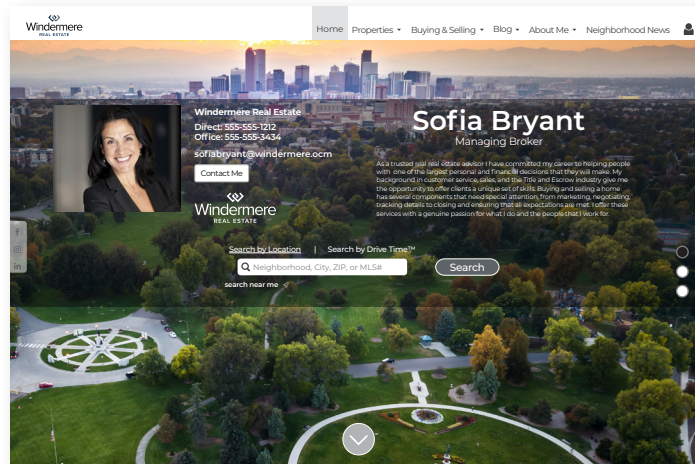 Windermere
REAL ESTATE
Home
Properties
Buying & Selling
Blog
About Me
Neighborhood News
Windermere Real Estate
Direct: 555-555-1212
Office: 555-555-3434
sofiabryant@windermere.ocm
Contact Me
Windermere
REAL ESTATE
Sofia Bryant
Managing Broker
As a trusted real real estate advisor I have committed my career to helping people
with one of the largest personal and financial decisions that they will make. My
background in customer service, sales, and the Title and Escrow industry give me
the opportunity to offer clients a unique set of skills. Buying and selling a home
has several components that need special attention, from marketing, negotiating,
tracking details to closing and ensuring that all expectations are met. I offer these
services with a genuine passion for what I do and the people that I work for.
Search by Location | Search by Drive Time™
Neighborhood, City, ZIP, or MLS#
Search
search near me
f
in